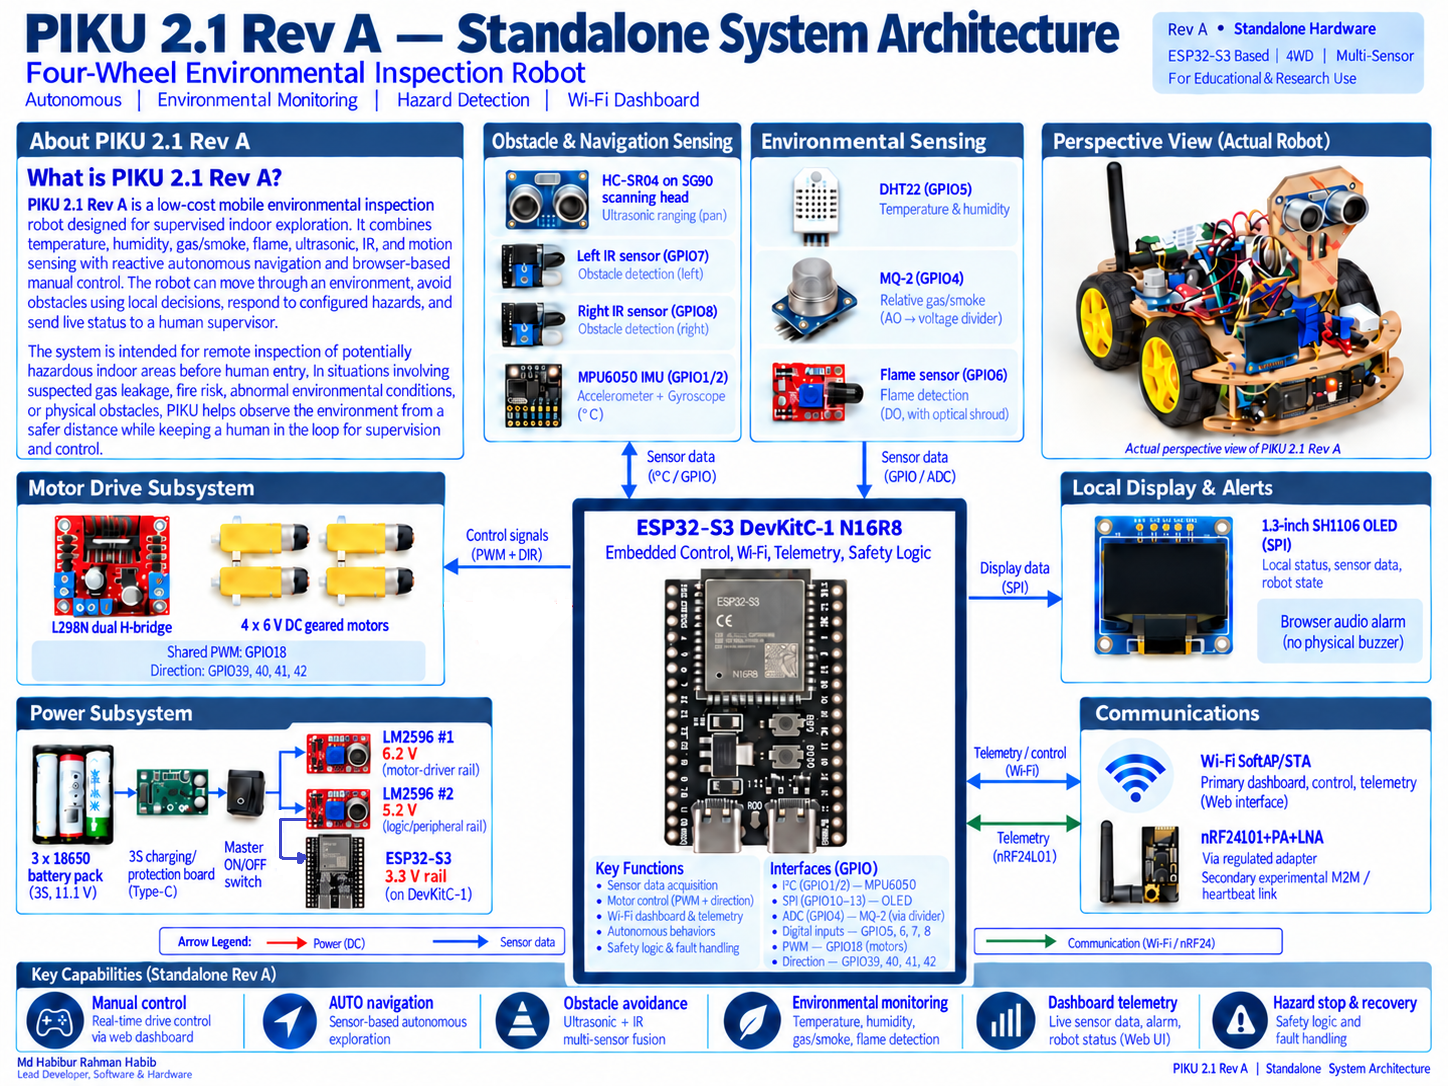 PIKU 2.1 Rev A — Standalone System Architecture
Four-Wheel Environmental Inspection Robot
Autonomous | Environmental Monitoring | Hazard Detection | Wi-Fi Dashboard
Rev A • Standalone Hardware
ESP32-S3 Based | 4WD | Multi-Sensor
For Educational & Research Use
About PIKU 2.1 Rev A
What is PIKU 2.1 Rev A?
PIKU 2.1 Rev A is a low-cost mobile environmental inspection
robot designed for supervised indoor exploration. It combines
temperature, humidity, gas/smoke, flame, ultrasonic, IR, and motion
sensing with reactive autonomous navigation and browser-based
manual control. The robot can move through an environment, avoid
obstacles using local decisions, respond to configured hazards, and
send live status to a human supervisor.
The system is intended for remote inspection of potentially
hazardous indoor areas before human entry, In situations involving
suspected gas leakage, fire risk, abnormal environmental conditions,
or physical obstacles, PIKU helps observe the environment from a
safer distance while keeping a human in the loop for supervision
and control.
Obstacle & Navigation Sensing
HC-SR04 on SG90
scanning head
Ultrasonic ranging (pan)
Left IR sensor (GPIO7)
Obstacle detection (left)
Right IR sensor (GPIO8)
Obstacle detection (right)
MPU6050 IMU (GPIO1/2)
Accelerometer + Gyroscope
(°C)
Sensor data
(I°C / GPIO)
Environmental Sensing
DHT22 (GPIO5)
Temperature & humidity
MQ-2 (GPIO4)
Relative gas/smoke
(AO → voltage divider)
Flame sensor (GPIO6)
Flame detection
(DO, with optical shroud)
Sensor data
(GPIO / ADC)
Perspective View (Actual Robot)
Actual perspective view of PIKU 2.1 Rev A
Motor Drive Subsystem
L298N dual H-bridge
4 x 6 V DC geared motors
Shared PWM: GPIO18
Direction: GPIO39, 40, 41, 42
Control signals
(PWM + DIR)
ESP32-S3 DevKitC-1 N16R8
Embedded Control, Wi-Fi, Telemetry, Safety Logic
ESP32-S3
CE
N16R8
Key Functions
• Sensor data acquisition
• Motor control (PWM + direction)
• Wi-Fi dashboard & telemetry
• Autonomous behaviors
• Safety logic & fault handling
Interfaces (GPIO)
• I²C (GPIO1/2) — MPU6050
• SPI (GPIO10–13) — OLED
• ADC (GPIO4) — MQ-2 (via divider)
• Digital inputs — GPIO5, 6, 7, 8
• PWM — GPIO18 (motors)
• Direction — GPIO39, 40, 41, 42
Display data
(SPI)
Local Display & Alerts
1.3-inch SH1106 OLED
(SPI)
Local status, sensor data,
robot state
Browser audio alarm
(no physical buzzer)
Power Subsystem
3 x 18650
battery pack
(3S, 11.1 V)
3S charging/
protection board
(Type-C)
Master
ON/OFF
switch
LM2596 #1
6.2 V
(motor-driver rail)
LM2596 #2
5.2 V
(logic/peripheral rail)
ESP32-S3
3.3 V rail
(on DevKitC-1)
Telemetry / control
(Wi-Fi)
Telemetry
(nRF24L01)
Communications
Wi-Fi SoftAP/STA
Primary dashboard, control, telemetry
(Web interface)
nRF24101+PA+LNA
Via regulated adapter
Secondary experimental M2M /
heartbeat link
Arrow Legend: Power (DC) Sensor data
Communication (Wi-Fi / nRF24)
Key Capabilities (Standalone Rev A)
Manual control
Real-time drive control
via web dashboard
AUTO navigation
Sensor-based autonomous
exploration
Obstacle avoidance
Ultrasonic + IR
multi-sensor fusion
Environmental monitoring
Temperature, humidity,
gas/smoke, flame detection
Dashboard telemetry
Live sensor data, alarm,
robot status (Web UI)
Hazard stop & recovery
Safety logic and
fault handling
Md Habibur Rahman Habib
Lead Developer, Software & Hardware
PIKU 2.1 Rev A | Standalone System Architecture